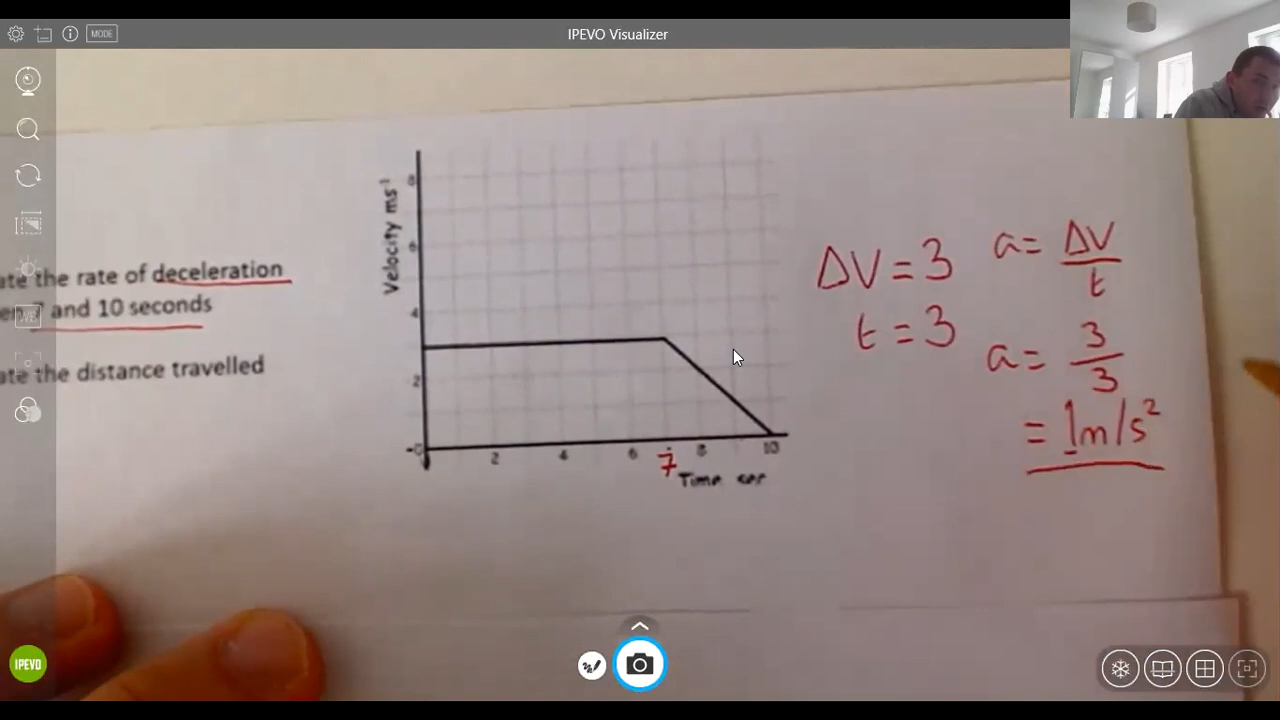 MODE
IPEVO Visualizer
ate the rate of deceleration
7 and 10 seconds
ate the distance travelled
Velocity ms⁻¹
8
6
4
2
0
2 4 6 7 8 10
Time sec
ΔV = 3
t = 3
a = ΔV
t
a = 3
3
= 1m/s²
IPEVO